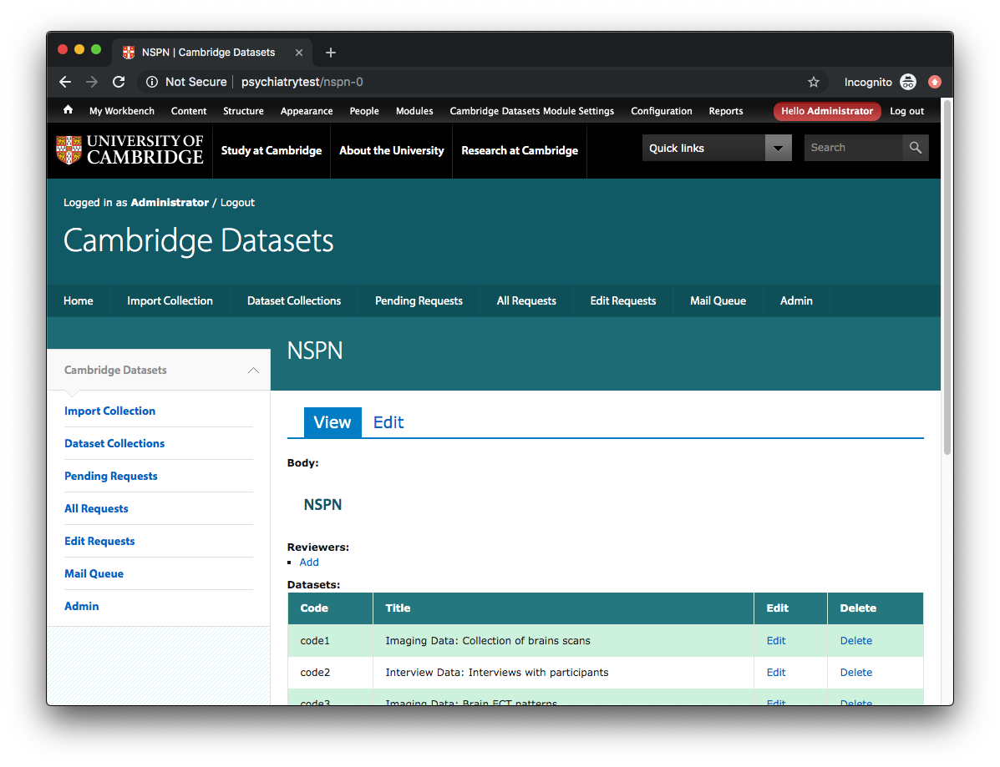 NSPN | Cambridge Datasets
Not Secure psychiatrytest/nspn-0 Incognito
My Workbench Content Structure Appearance People Modules Cambridge Datasets Module Settings Configuration Reports Hello Administrator Log out
UNIVERSITY OF
CAMBRIDGE
Study at Cambridge About the University Research at Cambridge Quick links Search
Logged in as Administrator / Logout
Cambridge Datasets
Home Import Collection Dataset Collections Pending Requests All Requests Edit Requests Mail Queue Admin
NSPN
Cambridge Datasets
Import Collection
Dataset Collections
Pending Requests
All Requests
Edit Requests
Mail Queue
Admin
View Edit
Body:
NSPN
Reviewers:
Add
Datasets:
Code Title Edit Delete
code1 Imaging Data: Collection of brains scans Edit Delete
code2 Interview Data: Interviews with participants Edit Delete
code3 Imaging Data: Brain ECT patterns Edit Delete